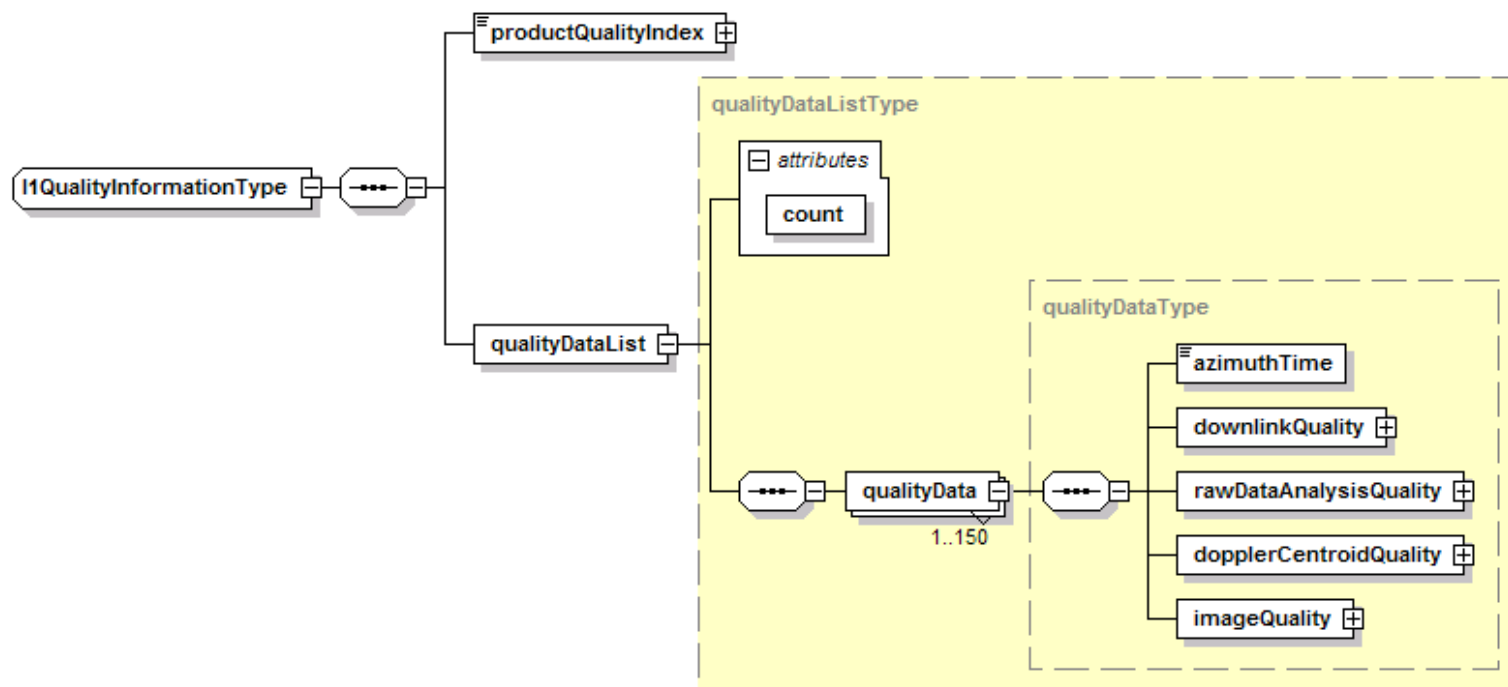 productQualityIndex
qualityDataListType
attributes
l1QualityInformationType
count
qualityDataType
qualityDataList
azimuthTime
downlinkQuality
qualityData
rawDataAnalysisQuality
1..150
dopplerCentroidQuality
imageQuality